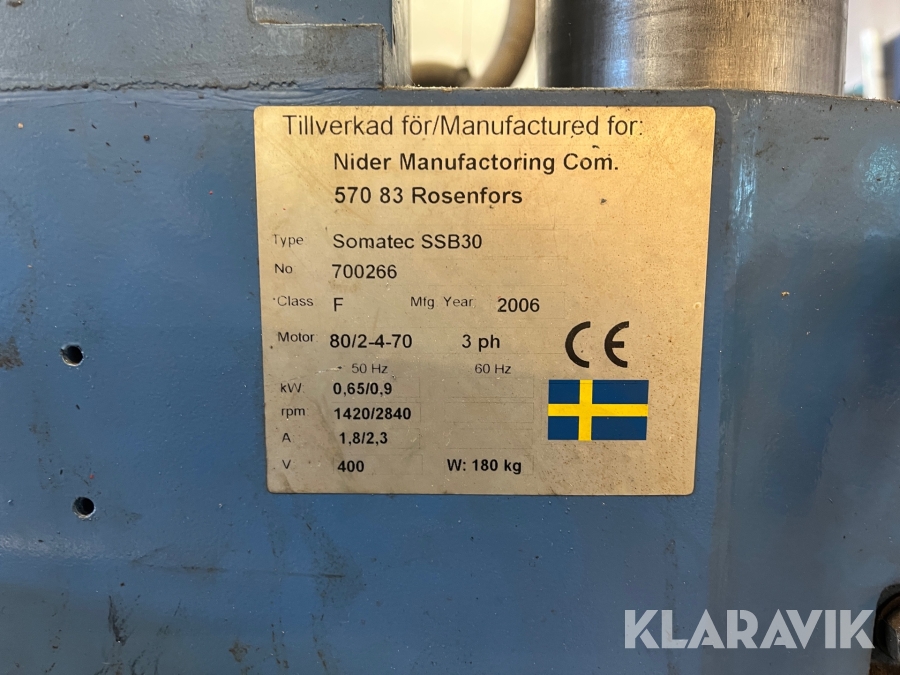 Tillverkad för/Manufactured for:
Nider Manufactoring Com.
570 83 Rosenfors
Type Somatec SSB30
No 700266
Class F Mfg. Year 2006
Motor 80/2-4-70 3 ph
50 Hz 60 Hz
kW 0,65/0,9
rpm 1420/2840
A 1,8/2,3
V 400 W: 180 kg
CE
KLARAVIK